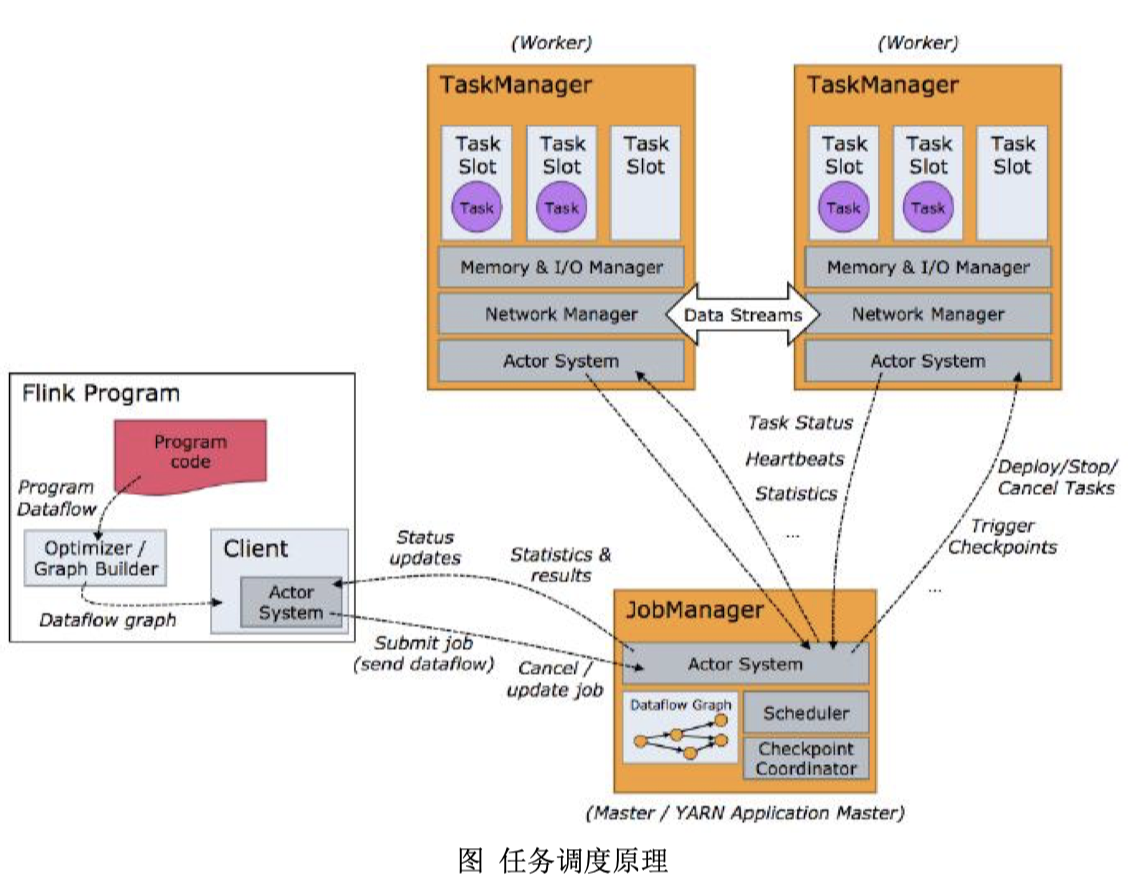 (Worker)
TaskManager
Task
Slot
Task
Task
Slot
Task
Task
Slot
Memory & I/O Manager
Network Manager
Actor System
(Worker)
TaskManager
Task
Slot
Task
Task
Slot
Task
Task
Slot
Memory & I/O Manager
Network Manager
Actor System
Data Streams
Flink Program
Program
code
Program
Dataflow
Optimizer /
Graph Builder
Dataflow graph
Client
Actor
System
Status
updates
Statistics &
results
Submit job
(send dataflow)
Cancel /
update job
Task Status
Heartbeats
Statistics
...
Deploy/Stop/
Cancel Tasks
Trigger
Checkpoints
...
JobManager
Actor System
Dataflow Graph
Scheduler
Checkpoint
Coordinator
(Master / YARN Application Master)
图 任务调度原理